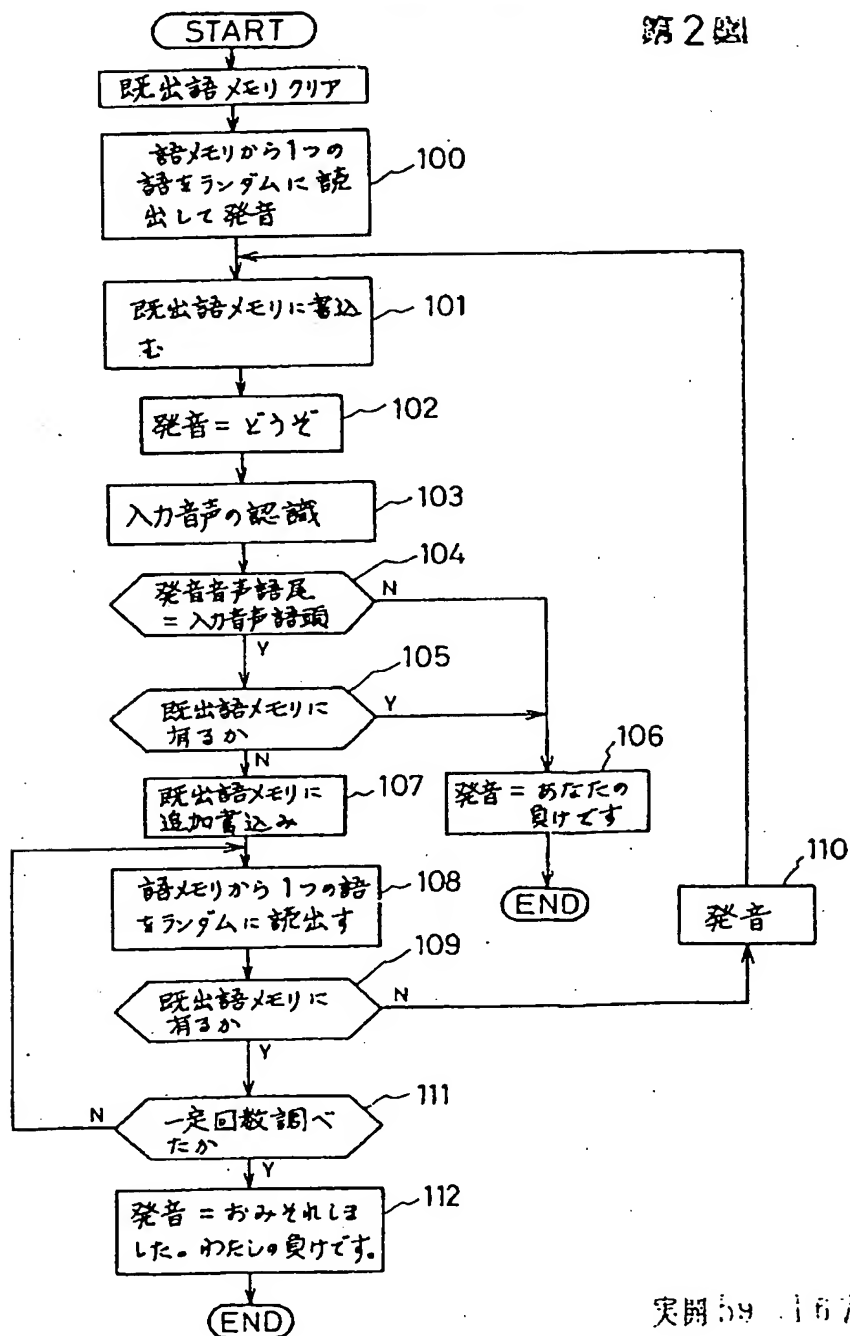 START
第2図
既出語メモリクリア
語メモリから1つの
語をランダムに読
出して発音
100
既出語メモリに書込
む
101
発音=どうぞ
102
入力音声の認識
103
104
発音音声語尾
=入力音声語頭
N
Y
105
既出語メモリに
有るか
Y
N
106
発音=あなたの
負けです
END
107
既出語メモリに
追加書込み
108
語メモリから1つの語
をランダムに読出す
109
既出語メモリに
有るか
N
Y
110
発音
111
一定回数調べ
たか
N
Y
112
発音=おみそれしま
した。わたしの負けです。
END
実開59